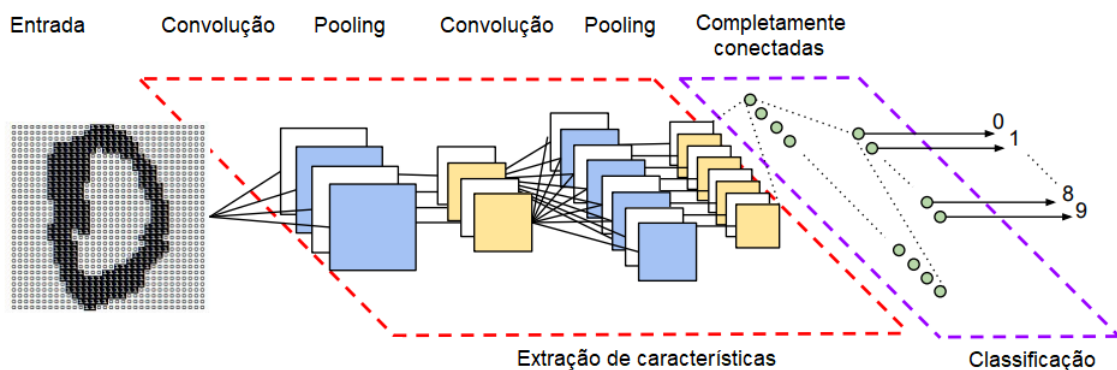 Entrada
Convolução
Pooling
Convolução
Pooling
Completamente
conectadas
0
1
8
9
Extração de características
Classificação